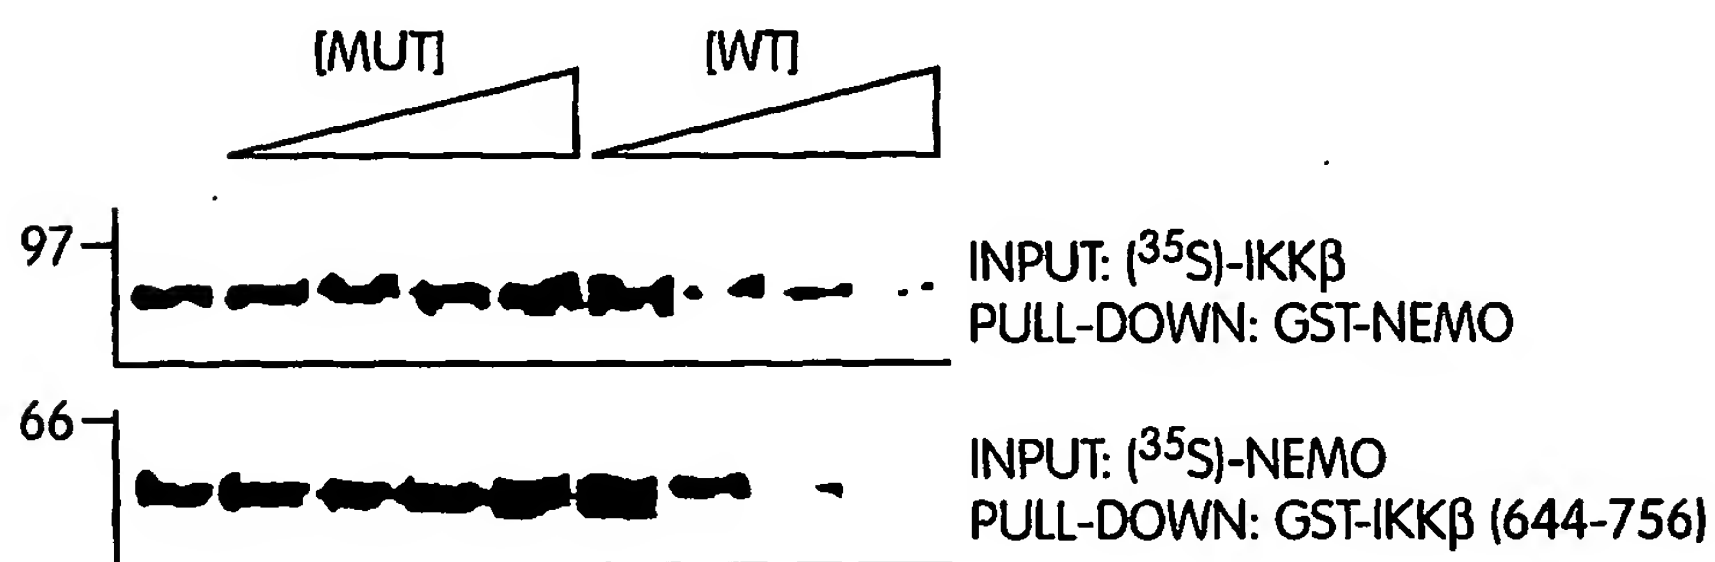 [MUT] [WT]
97
INPUT: (³⁵S)-IKKβ
PULL-DOWN: GST-NEMO
66
INPUT: (³⁵S)-NEMO
PULL-DOWN: GST-IKKβ (644-756)